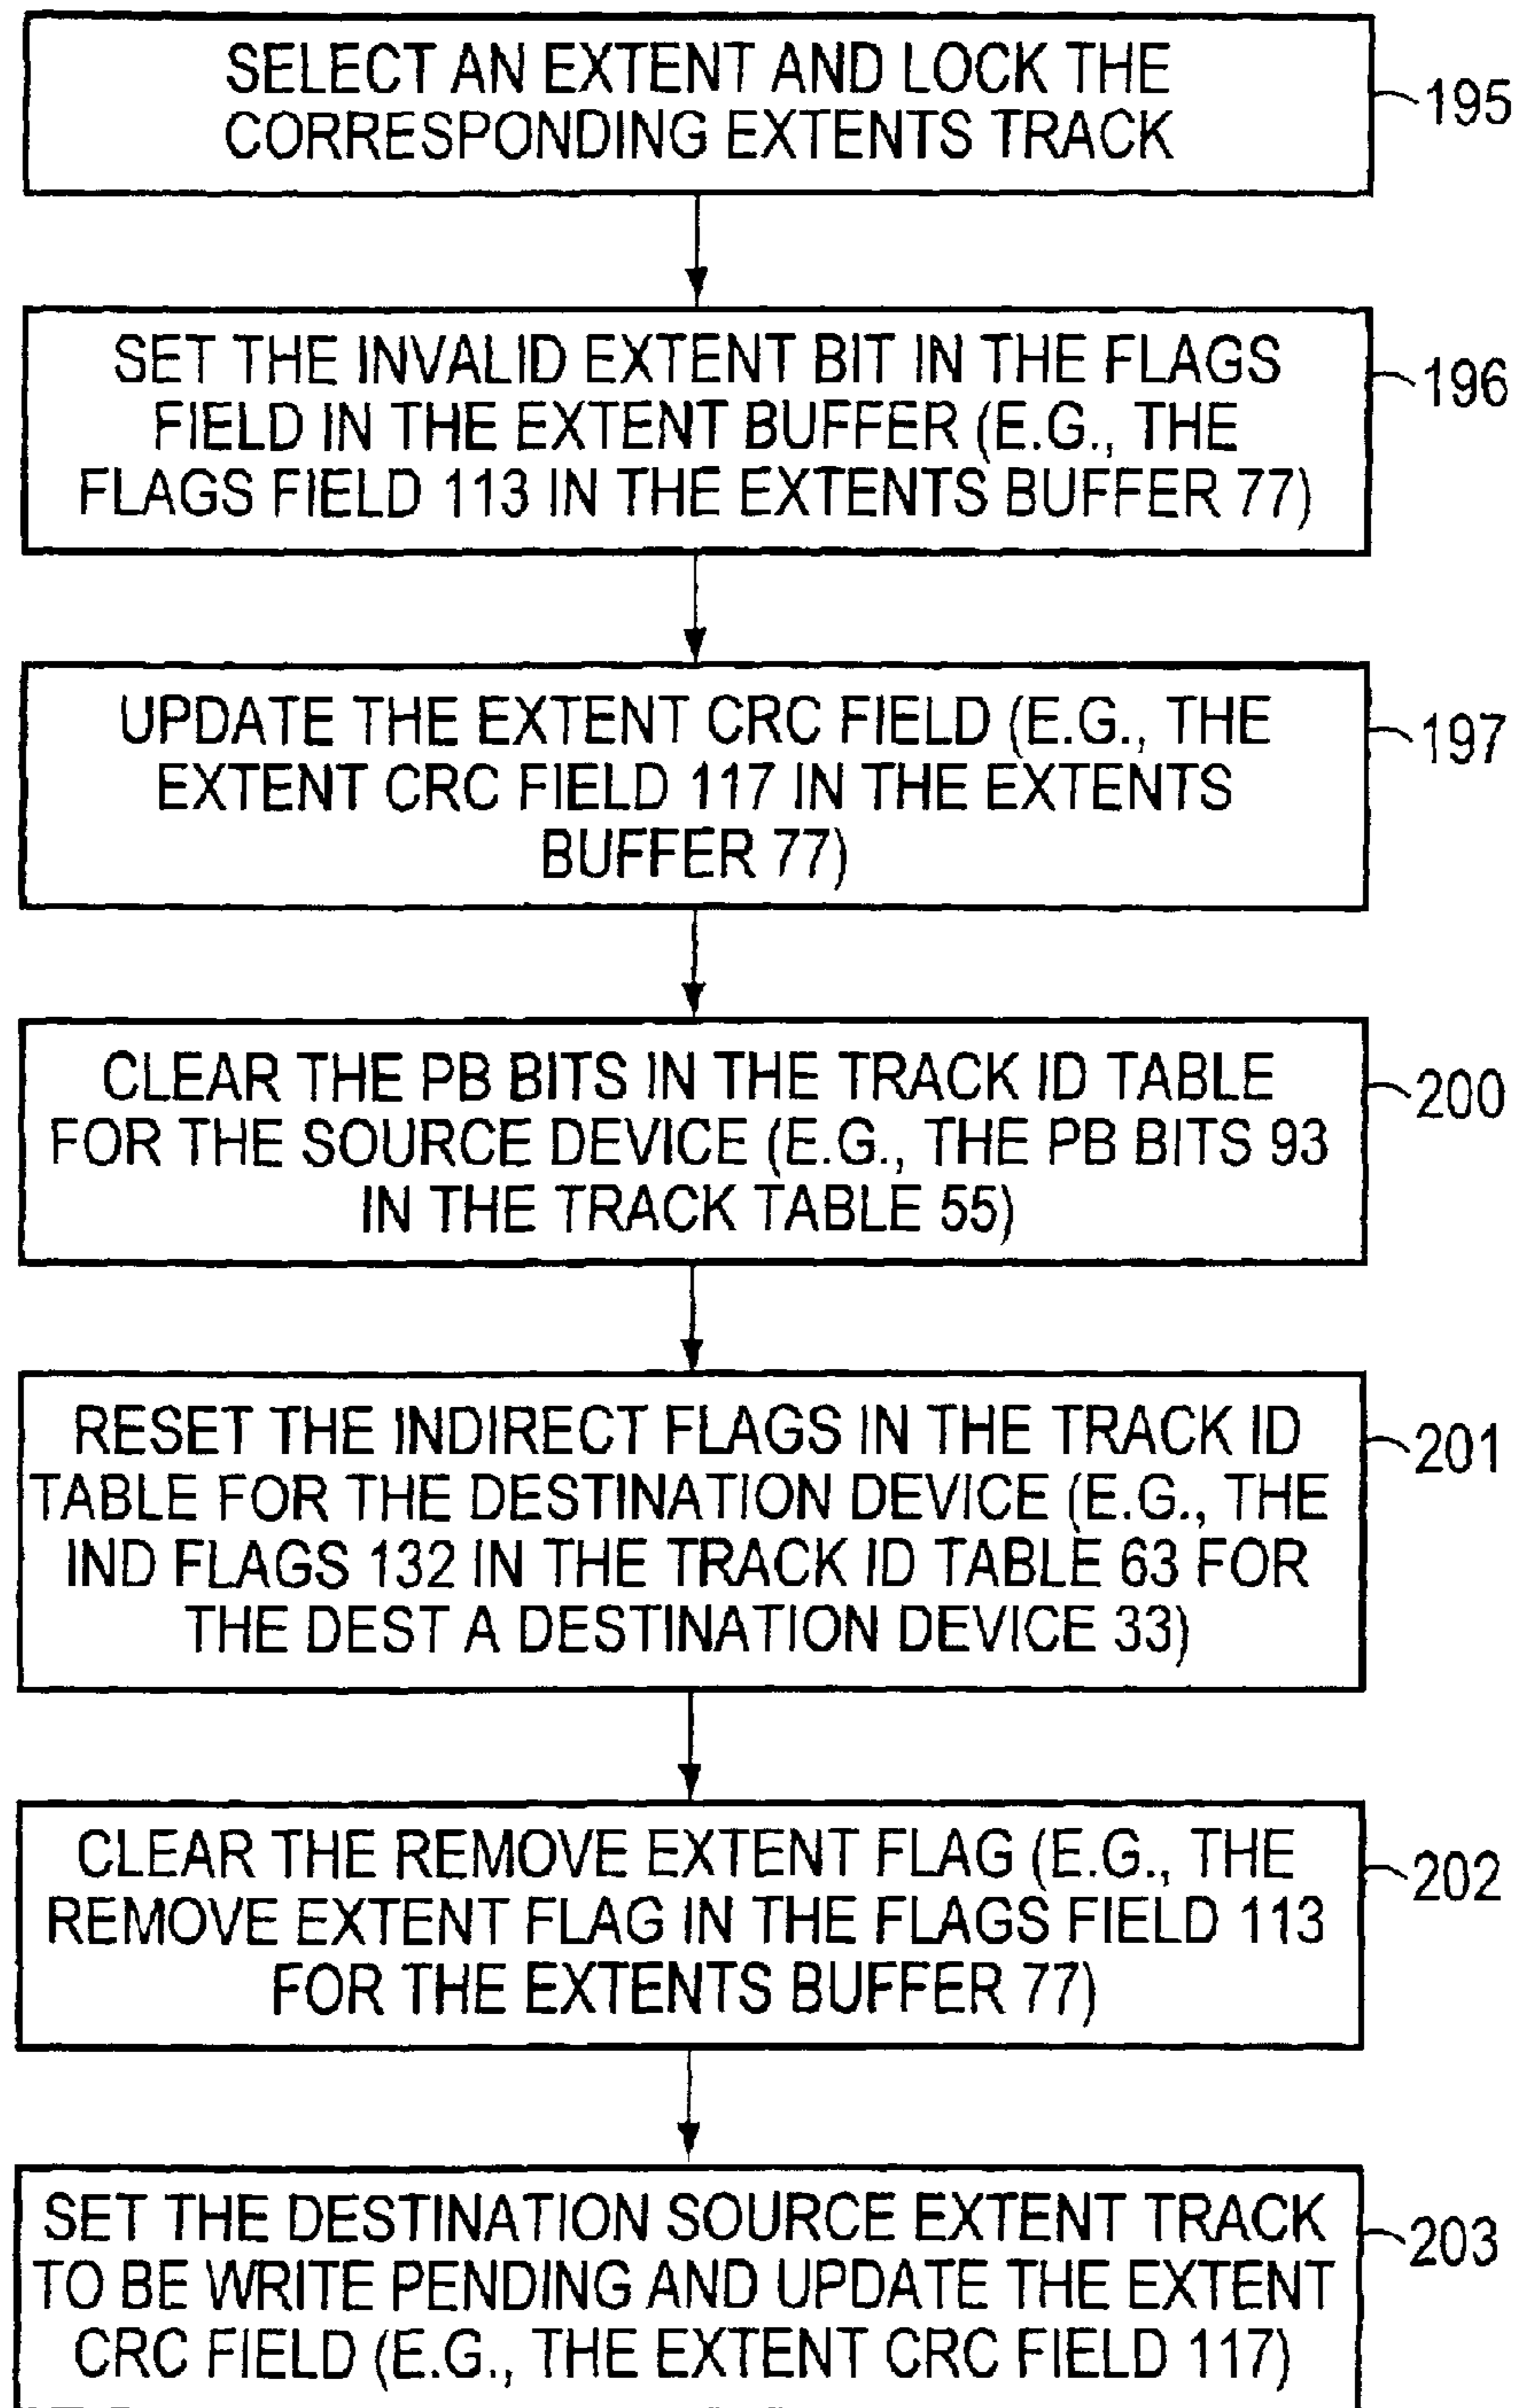 SELECT AN EXTENT AND LOCK THE
CORRESPONDING EXTENTS TRACK
195
SET THE INVALID EXTENT BIT IN THE FLAGS
FIELD IN THE EXTENT BUFFER (E.G., THE
FLAGS FIELD 113 IN THE EXTENTS BUFFER 77)
196
UPDATE THE EXTENT CRC FIELD (E.G., THE
EXTENT CRC FIELD 117 IN THE EXTENTS
BUFFER 77)
197
CLEAR THE PB BITS IN THE TRACK ID TABLE
FOR THE SOURCE DEVICE (E.G., THE PB BITS 93
IN THE TRACK TABLE 55)
200
RESET THE INDIRECT FLAGS IN THE TRACK ID
TABLE FOR THE DESTINATION DEVICE (E.G., THE
IND FLAGS 132 IN THE TRACK ID TABLE 63 FOR
THE DEST A DESTINATION DEVICE 33)
201
CLEAR THE REMOVE EXTENT FLAG (E.G., THE
REMOVE EXTENT FLAG IN THE FLAGS FIELD 113
FOR THE EXTENTS BUFFER 77)
202
SET THE DESTINATION SOURCE EXTENT TRACK
TO BE WRITE PENDING AND UPDATE THE EXTENT
CRC FIELD (E.G., THE EXTENT CRC FIELD 117)
203